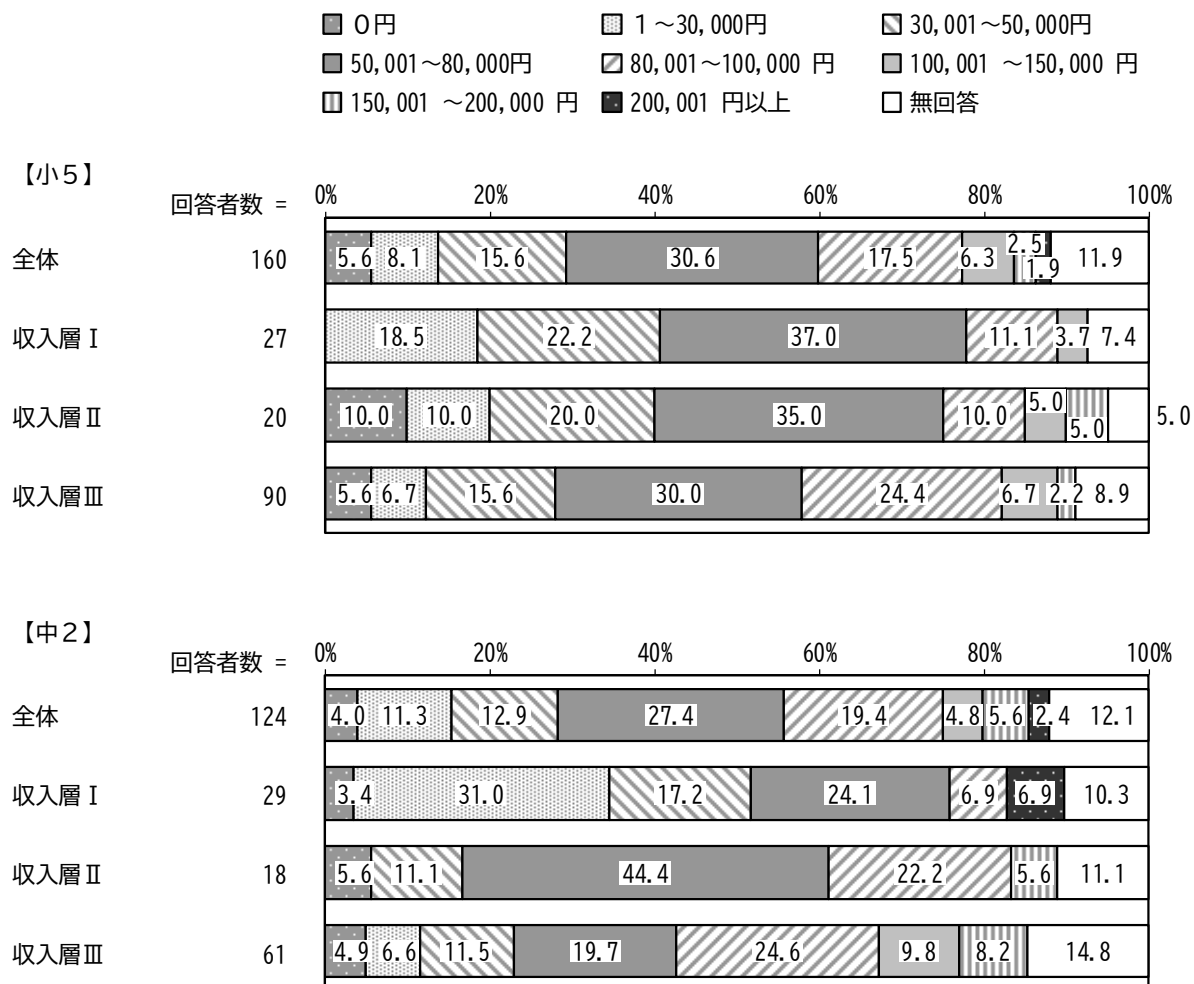 ０円 １～30,000円 30,001～50,000円
50,001～80,000円 80,001～100,000 円 100,001 ～150,000 円
150,001 ～200,000 円 200,001 円以上 無回答
【小５】
回答者数 = 0% 20% 40% 60% 80% 100%
全体 160 5.6 8.1 15.6 30.6 17.5 6.3 2.5 1.9 11.9
収入層Ⅰ 27 18.5 22.2 37.0 11.1 3.7 7.4
収入層Ⅱ 20 10.0 10.0 20.0 35.0 10.0 5.0 5.0 5.0
収入層Ⅲ 90 5.6 6.7 15.6 30.0 24.4 6.7 2.2 8.9
【中２】
回答者数 = 0% 20% 40% 60% 80% 100%
全体 124 4.0 11.3 12.9 27.4 19.4 4.8 5.6 2.4 12.1
収入層Ⅰ 29 3.4 31.0 17.2 24.1 6.9 6.9 10.3
収入層Ⅱ 18 5.6 11.1 44.4 22.2 5.6 11.1
収入層Ⅲ 61 4.9 6.6 11.5 19.7 24.6 9.8 8.2 14.8